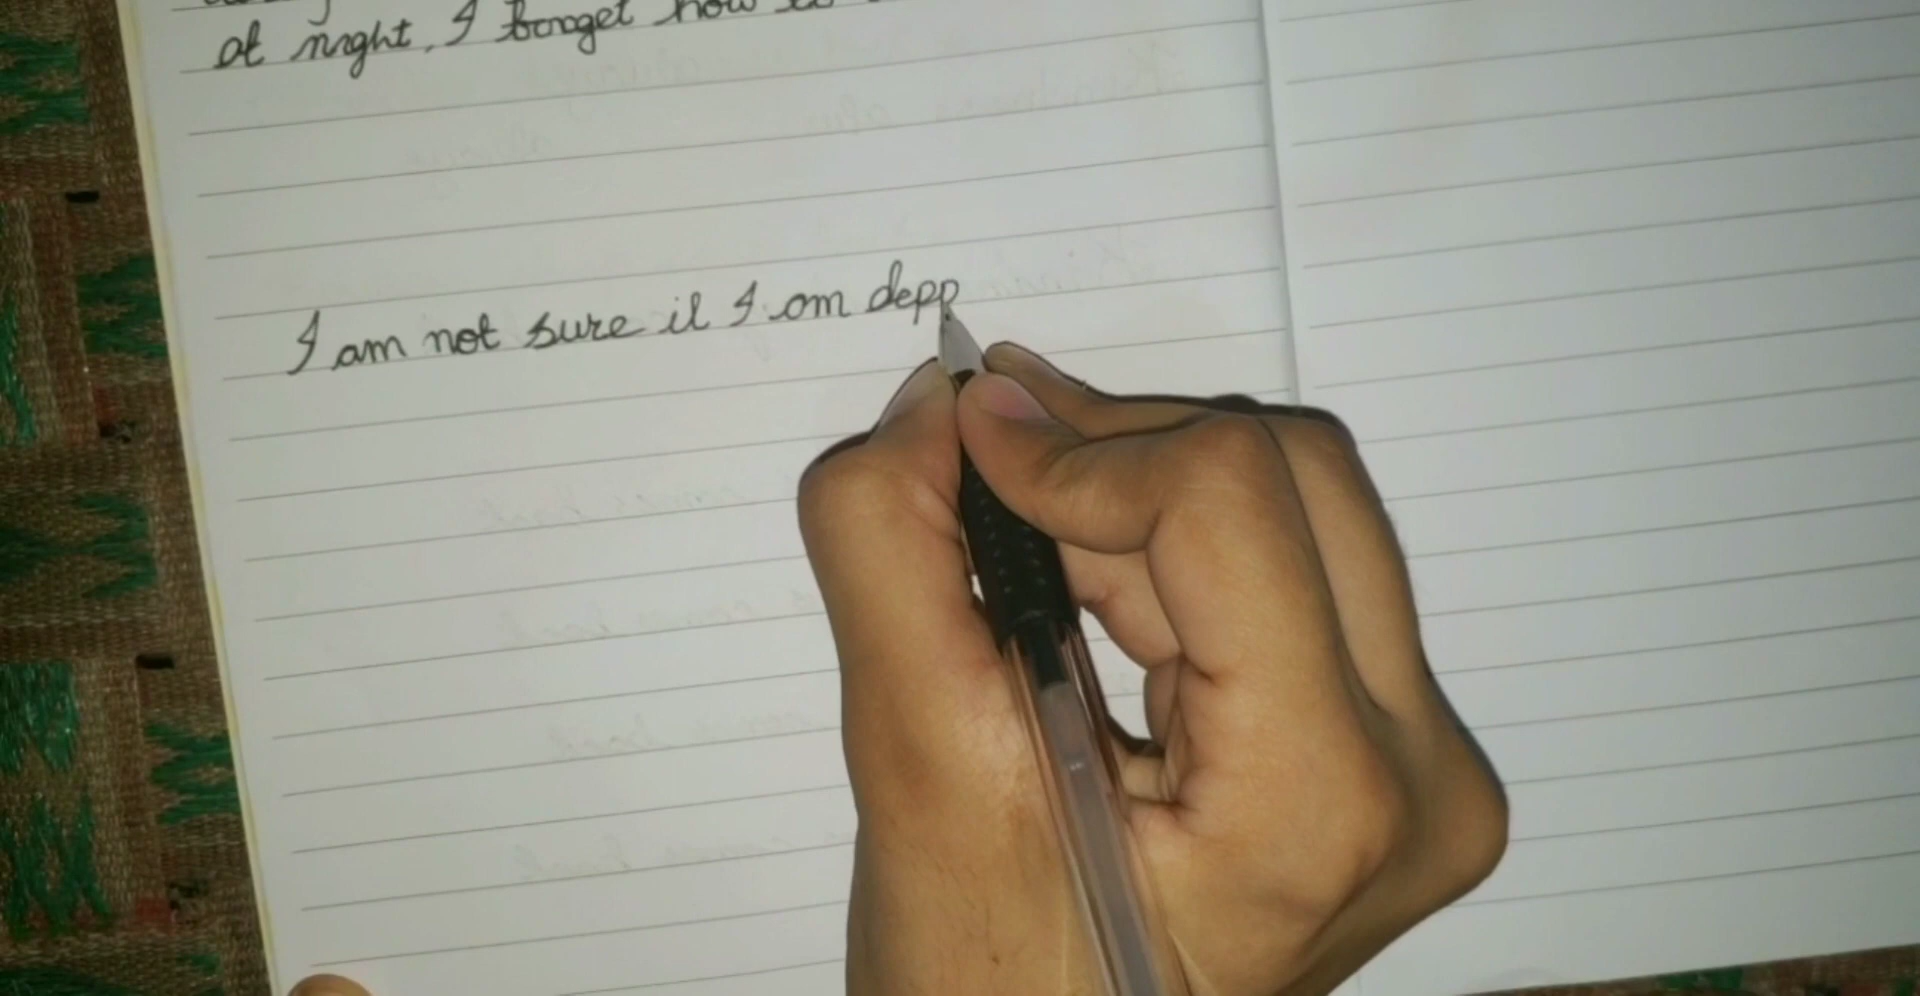 at night, I forget how
I am not sure if I am depp